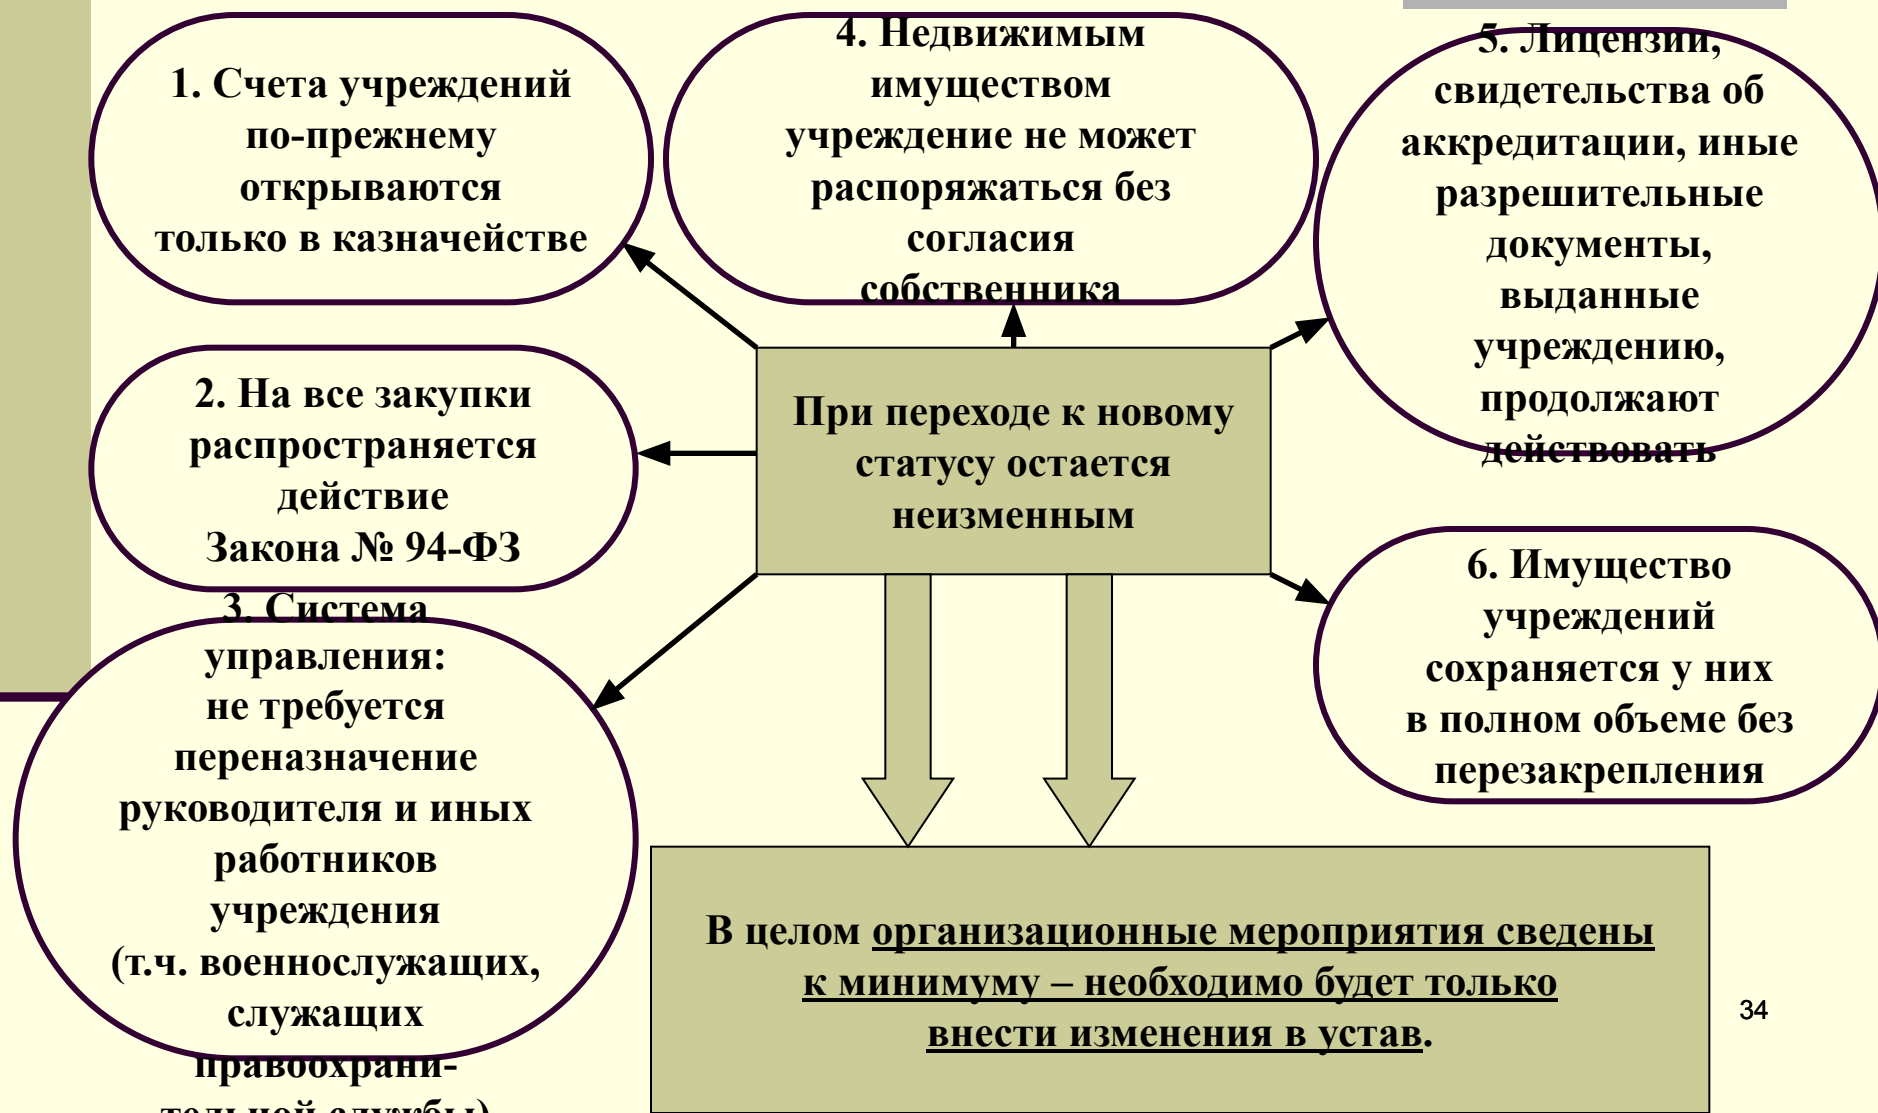 1. Счета учреждений
по-прежнему
открываются
только в казначействе
2. На все закупки
распространяется
действие
Закона № 94-ФЗ
3. Система
управления:
не требуется
переназначение
руководителя и иных
работников
учреждения
(т.ч. военнослужащих,
служащих
правоохрани-
тельной службы)
4. Недвижимым
имуществом
учреждение не может
распоряжаться без
согласия
собственника
5. Лицензии,
свидетельства об
аккредитации, иные
разрешительные
документы,
выданные
учреждению,
продолжают
действовать
6. Имущество
учреждений
сохраняется у них
в полном объеме без
перезакрепления
При переходе к новому
статусу остается
неизменным
В целом организационные мероприятия сведены
к минимуму – необходимо будет только
внести изменения в устав.
34